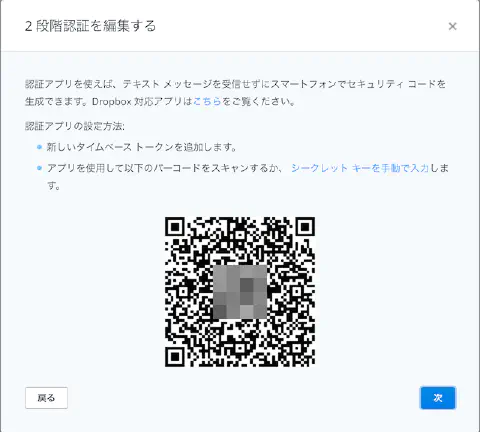 2 段階認証を編集する
認証アプリを使えば、テキスト メッセージを受信せずにスマートフォンでセキュリティ コードを
生成できます。Dropbox 対応アプリはこちらをご覧ください。
認証アプリの設定方法:
新しいタイムベース トークンを追加します。
アプリを使用して以下のバーコードをスキャンするか、 シークレット キーを手動で入力しま
す。
戻る
次